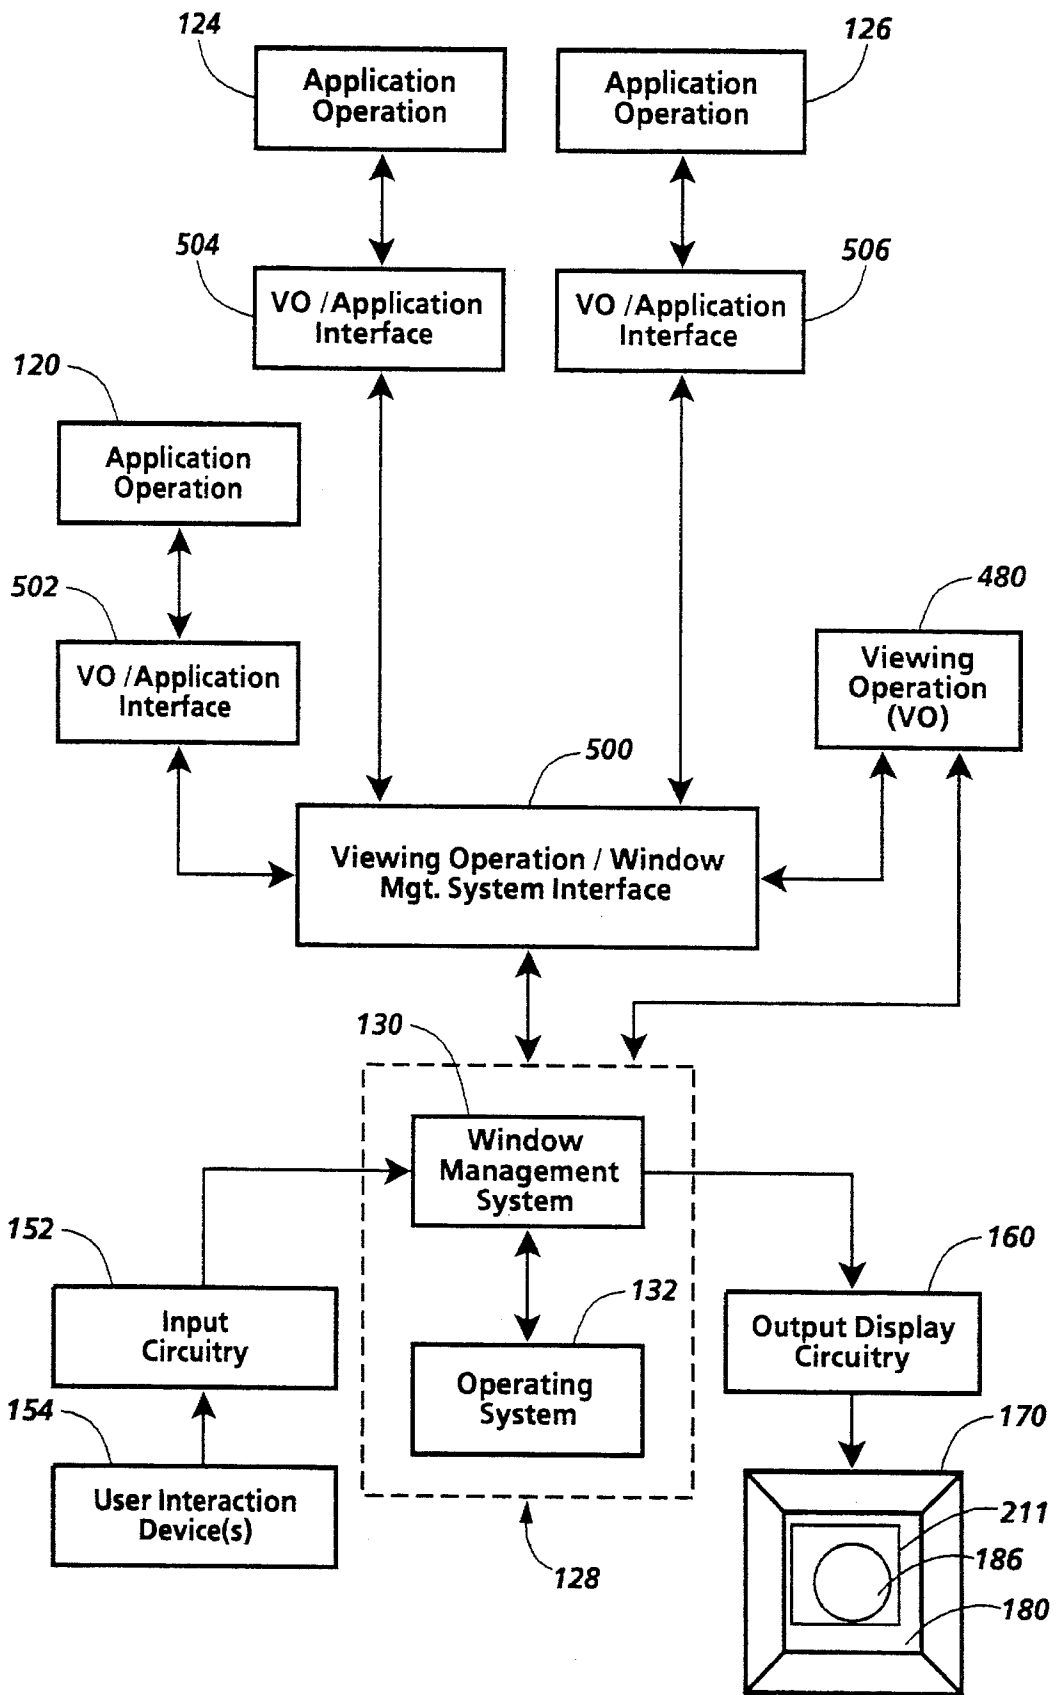 124
126
Application
Operation
Application
Operation
504
506
VO /Application
Interface
VO /Application
Interface
120
Application
Operation
502
480
VO /Application
Interface
Viewing
Operation
(VO)
500
Viewing Operation / Window
Mgt. System Interface
130
Window
Management
System
152
160
132
Input
Circuitry
Output Display
Circuitry
Operating
System
154
170
User Interaction
Device(s)
211
186
128
180